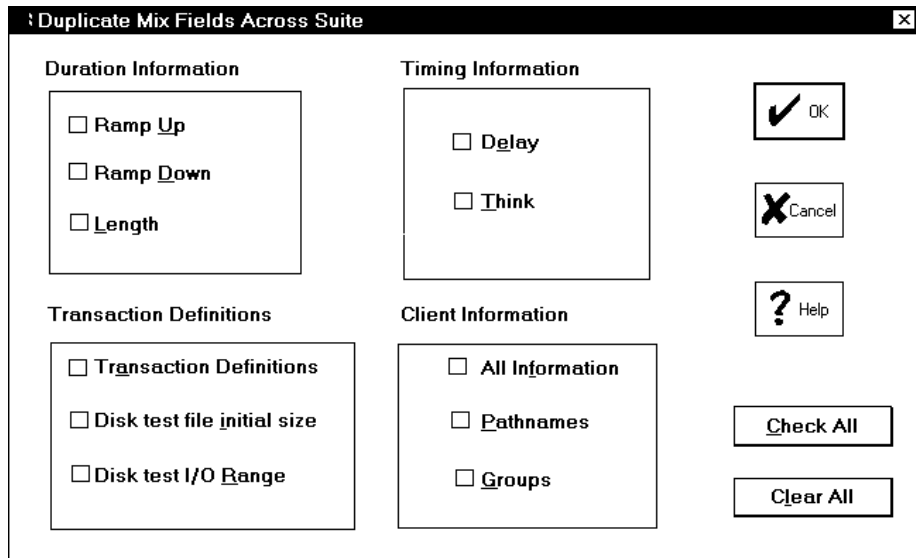 Duplicate Mix Fields Across Suite
Duration Information
Ramp Up
Ramp Down
Length
Timing Information
Delay
Think
OK
Cancel
Help
Transaction Definitions
Transaction Definitions
Disk test file initial size
Disk test I/O Range
Client Information
All Information
Pathnames
Groups
Check All
Clear All